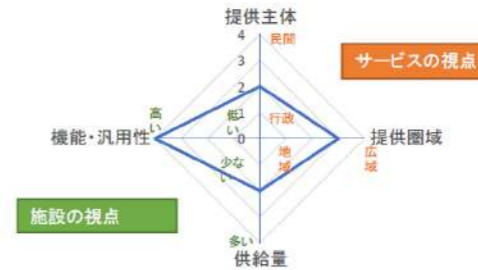 提供主体
4
民間
サービスの視点
3
2
高い
低い
1
行政
機能・汎用性
0
提供圏域
少ない
地域
広域
施設の視点
多い
供給量